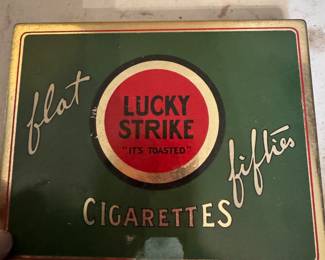 flat
LUCKY
STRIKE
"IT'S TOASTED"
fifties
CIGARETTES